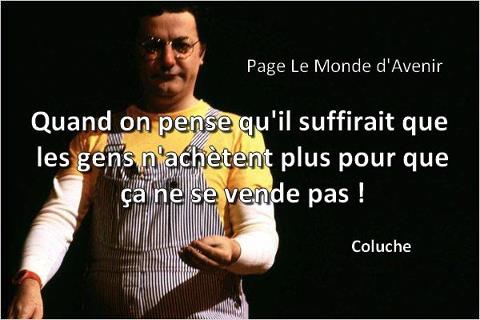 Page Le Monde d'Avenir
Quand on pense qu'il suffirait que
les gens n'achètent plus pour que
ça ne se vende pas !
Coluche